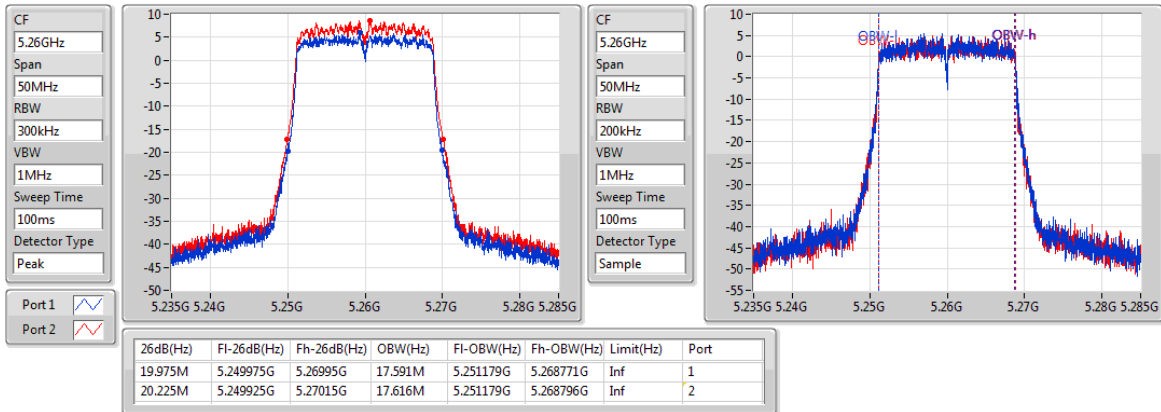 CF
5.26GHz
Span
50MHz
RBW
300kHz
VBW
1MHz
Sweep Time
100ms
Detector Type
Peak
10
5
0
-5
-10
-15
-20
-25
-30
-35
-40
-45
-50
5.235G 5.24G 5.25G 5.26G 5.27G 5.28G 5.285G
Port 1
Port 2
CF
5.26GHz
Span
50MHz
RBW
200kHz
VBW
1MHz
Sweep Time
100ms
Detector Type
Sample
10
5
0
-5
-10
-15
-20
-25
-30
-35
-40
-45
-50
-55
OBW-l OBW-h
5.235G 5.24G 5.25G 5.26G 5.27G 5.28G 5.285G
26dB(Hz) Fl-26dB(Hz) Fh-26dB(Hz) OBW(Hz) Fl-OBW(Hz) Fh-OBW(Hz) Limit(Hz) Port
19.975M 5.249975G 5.26995G 17.591M 5.251179G 5.268771G Inf 1
20.225M 5.249925G 5.27015G 17.616M 5.251179G 5.268796G Inf 2